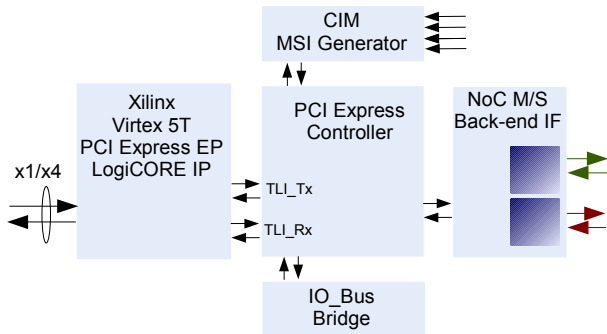 CIM
MSI Generator
Xilinx
Virtex 5T
PCI Express EP
LogiCORE IP
PCI Express
Controller
NoC M/S
Back-end IF
x1/x4
TLI_Tx
TLI_Rx
IO_Bus
Bridge